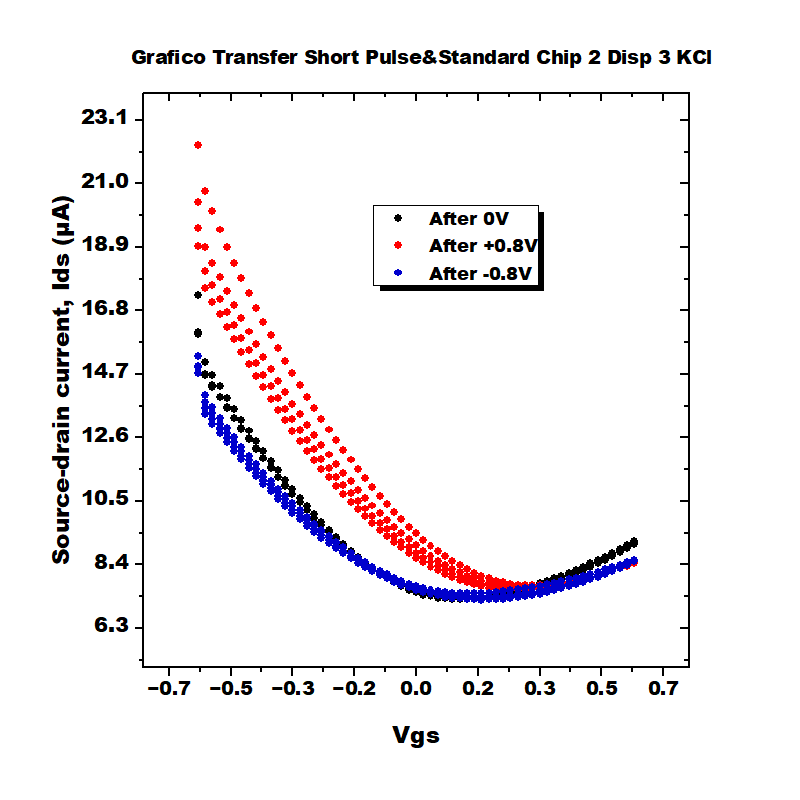 Grafico Transfer Short Pulse&Standard Chip 2 Disp 3 KCl
23.1
21.0
18.9
16.8
14.7
12.6
10.5
8.4
6.3
Source-drain current, Ids (μA)
After 0V
After +0.8V
After -0.8V
−0.7 −0.5 −0.3 −0.2 0.0 0.2 0.3 0.5 0.7
Vgs